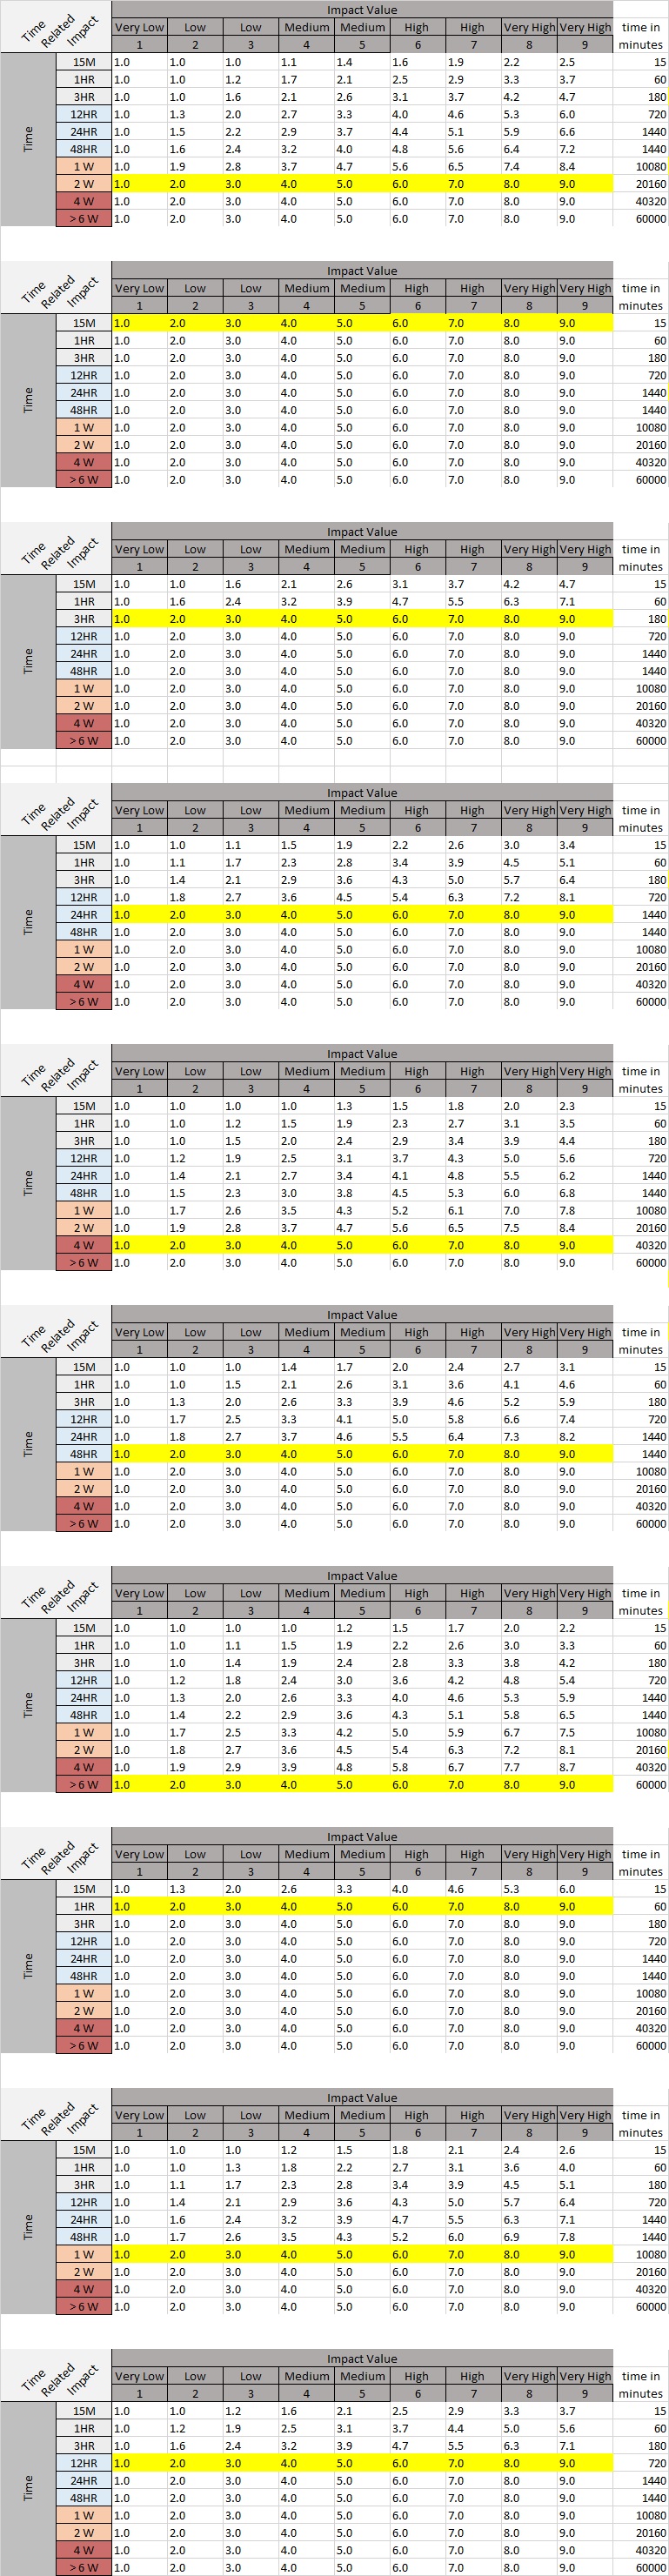 Impact Value
Time Related Impact Very Low Low Low Medium Medium High High Very High Very High time in
1 2 3 4 5 6 7 8 9 minutes
15M 1.0 1.0 1.0 1.1 1.4 1.6 1.9 2.2 2.5 15
1HR 1.0 1.0 1.2 1.7 2.1 2.5 2.9 3.3 3.7 60
3HR 1.0 1.0 1.6 2.1 2.6 3.1 3.7 4.2 4.7 180
12HR 1.0 1.3 2.0 2.7 3.3 4.0 4.6 5.3 6.0 720
Time 24HR 1.0 1.5 2.2 2.9 3.7 4.4 5.1 5.9 6.6 1440
48HR 1.0 1.6 2.4 3.2 4.0 4.8 5.6 6.4 7.2 1440
1 W 1.0 1.9 2.8 3.7 4.7 5.6 6.5 7.4 8.4 10080
2 W 1.0 2.0 3.0 4.0 5.0 6.0 7.0 8.0 9.0 20160
4 W 1.0 2.0 3.0 4.0 5.0 6.0 7.0 8.0 9.0 40320
> 6 W 1.0 2.0 3.0 4.0 5.0 6.0 7.0 8.0 9.0 60000
Impact Value
Time Related Impact Very Low Low Low Medium Medium High High Very High Very High time in
1 2 3 4 5 6 7 8 9 minutes
15M 1.0 2.0 3.0 4.0 5.0 6.0 7.0 8.0 9.0 15
1HR 1.0 2.0 3.0 4.0 5.0 6.0 7.0 8.0 9.0 60
3HR 1.0 2.0 3.0 4.0 5.0 6.0 7.0 8.0 9.0 180
12HR 1.0 2.0 3.0 4.0 5.0 6.0 7.0 8.0 9.0 720
Time 24HR 1.0 2.0 3.0 4.0 5.0 6.0 7.0 8.0 9.0 1440
48HR 1.0 2.0 3.0 4.0 5.0 6.0 7.0 8.0 9.0 1440
1 W 1.0 2.0 3.0 4.0 5.0 6.0 7.0 8.0 9.0 10080
2 W 1.0 2.0 3.0 4.0 5.0 6.0 7.0 8.0 9.0 20160
4 W 1.0 2.0 3.0 4.0 5.0 6.0 7.0 8.0 9.0 40320
> 6 W 1.0 2.0 3.0 4.0 5.0 6.0 7.0 8.0 9.0 60000
Impact Value
Time Related Impact Very Low Low Low Medium Medium High High Very High Very High time in
1 2 3 4 5 6 7 8 9 minutes
15M 1.0 1.0 1.6 2.1 2.6 3.1 3.7 4.2 4.7 15
1HR 1.0 1.6 2.4 3.2 3.9 4.7 5.5 6.3 7.1 60
3HR 1.0 2.0 3.0 4.0 5.0 6.0 7.0 8.0 9.0 180
12HR 1.0 2.0 3.0 4.0 5.0 6.0 7.0 8.0 9.0 720
Time 24HR 1.0 2.0 3.0 4.0 5.0 6.0 7.0 8.0 9.0 1440
48HR 1.0 2.0 3.0 4.0 5.0 6.0 7.0 8.0 9.0 1440
1 W 1.0 2.0 3.0 4.0 5.0 6.0 7.0 8.0 9.0 10080
2 W 1.0 2.0 3.0 4.0 5.0 6.0 7.0 8.0 9.0 20160
4 W 1.0 2.0 3.0 4.0 5.0 6.0 7.0 8.0 9.0 40320
> 6 W 1.0 2.0 3.0 4.0 5.0 6.0 7.0 8.0 9.0 60000
Impact Value
Time Related Impact Very Low Low Low Medium Medium High High Very High Very High time in
1 2 3 4 5 6 7 8 9 minutes
15M 1.0 1.0 1.1 1.5 1.9 2.2 2.6 3.0 3.4 15
1HR 1.0 1.1 1.7 2.3 2.8 3.4 3.9 4.5 5.1 60
3HR 1.0 1.4 2.1 2.9 3.6 4.3 5.0 5.7 6.4 180
12HR 1.0 1.8 2.7 3.6 4.5 5.4 6.3 7.2 8.1 720
Time 24HR 1.0 2.0 3.0 4.0 5.0 6.0 7.0 8.0 9.0 1440
48HR 1.0 2.0 3.0 4.0 5.0 6.0 7.0 8.0 9.0 1440
1 W 1.0 2.0 3.0 4.0 5.0 6.0 7.0 8.0 9.0 10080
2 W 1.0 2.0 3.0 4.0 5.0 6.0 7.0 8.0 9.0 20160
4 W 1.0 2.0 3.0 4.0 5.0 6.0 7.0 8.0 9.0 40320
> 6 W 1.0 2.0 3.0 4.0 5.0 6.0 7.0 8.0 9.0 60000
Impact Value
Time Related Impact Very Low Low Low Medium Medium High High Very High Very High time in
1 2 3 4 5 6 7 8 9 minutes
15M 1.0 1.0 1.0 1.0 1.3 1.5 1.8 2.0 2.3 15
1HR 1.0 1.0 1.2 1.5 1.9 2.3 2.7 3.1 3.5 60
3HR 1.0 1.0 1.5 2.0 2.4 2.9 3.4 3.9 4.4 180
12HR 1.0 1.2 1.9 2.5 3.1 3.7 4.3 5.0 5.6 720
Time 24HR 1.0 1.4 2.1 2.7 3.4 4.1 4.8 5.5 6.2 1440
48HR 1.0 1.5 2.3 3.0 3.8 4.5 5.3 6.0 6.8 1440
1 W 1.0 1.7 2.6 3.5 4.3 5.2 6.1 7.0 7.8 10080
2 W 1.0 1.9 2.8 3.7 4.7 5.6 6.5 7.5 8.4 20160
4 W 1.0 2.0 3.0 4.0 5.0 6.0 7.0 8.0 9.0 40320
> 6 W 1.0 2.0 3.0 4.0 5.0 6.0 7.0 8.0 9.0 60000
Impact Value
Time Related Impact Very Low Low Low Medium Medium High High Very High Very High time in
1 2 3 4 5 6 7 8 9 minutes
15M 1.0 1.0 1.0 1.4 1.7 2.0 2.4 2.7 3.1 15
1HR 1.0 1.0 1.5 2.1 2.6 3.1 3.6 4.1 4.6 60
3HR 1.0 1.3 2.0 2.6 3.3 3.9 4.6 5.2 5.9 180
12HR 1.0 1.7 2.5 3.3 4.1 5.0 5.8 6.6 7.4 720
Time 24HR 1.0 1.8 2.7 3.7 4.6 5.5 6.4 7.3 8.2 1440
48HR 1.0 2.0 3.0 4.0 5.0 6.0 7.0 8.0 9.0 1440
1 W 1.0 2.0 3.0 4.0 5.0 6.0 7.0 8.0 9.0 10080
2 W 1.0 2.0 3.0 4.0 5.0 6.0 7.0 8.0 9.0 20160
4 W 1.0 2.0 3.0 4.0 5.0 6.0 7.0 8.0 9.0 40320
> 6 W 1.0 2.0 3.0 4.0 5.0 6.0 7.0 8.0 9.0 60000
Impact Value
Time Related Impact Very Low Low Low Medium Medium High High Very High Very High time in
1 2 3 4 5 6 7 8 9 minutes
15M 1.0 1.0 1.0 1.0 1.2 1.5 1.7 2.0 2.2 15
1HR 1.0 1.0 1.1 1.5 1.9 2.2 2.6 3.0 3.3 60
3HR 1.0 1.0 1.4 1.9 2.4 2.8 3.3 3.8 4.2 180
12HR 1.0 1.2 1.8 2.4 3.0 3.6 4.2 4.8 5.4 720
Time 24HR 1.0 1.3 2.0 2.6 3.3 4.0 4.6 5.3 5.9 1440
48HR 1.0 1.4 2.2 2.9 3.6 4.3 5.1 5.8 6.5 1440
1 W 1.0 1.7 2.5 3.3 4.2 5.0 5.9 6.7 7.5 10080
2 W 1.0 1.8 2.7 3.6 4.5 5.4 6.3 7.2 8.1 20160
4 W 1.0 1.9 2.9 3.9 4.8 5.8 6.7 7.7 8.7 40320
> 6 W 1.0 2.0 3.0 4.0 5.0 6.0 7.0 8.0 9.0 60000
Impact Value
Time Related Impact Very Low Low Low Medium Medium High High Very High Very High time in
1 2 3 4 5 6 7 8 9 minutes
15M 1.0 1.3 2.0 2.6 3.3 4.0 4.6 5.3 6.0 15
1HR 1.0 2.0 3.0 4.0 5.0 6.0 7.0 8.0 9.0 60
3HR 1.0 2.0 3.0 4.0 5.0 6.0 7.0 8.0 9.0 180
12HR 1.0 2.0 3.0 4.0 5.0 6.0 7.0 8.0 9.0 720
Time 24HR 1.0 2.0 3.0 4.0 5.0 6.0 7.0 8.0 9.0 1440
48HR 1.0 2.0 3.0 4.0 5.0 6.0 7.0 8.0 9.0 1440
1 W 1.0 2.0 3.0 4.0 5.0 6.0 7.0 8.0 9.0 10080
2 W 1.0 2.0 3.0 4.0 5.0 6.0 7.0 8.0 9.0 20160
4 W 1.0 2.0 3.0 4.0 5.0 6.0 7.0 8.0 9.0 40320
> 6 W 1.0 2.0 3.0 4.0 5.0 6.0 7.0 8.0 9.0 60000
Impact Value
Time Related Impact Very Low Low Low Medium Medium High High Very High Very High time in
1 2 3 4 5 6 7 8 9 minutes
15M 1.0 1.0 1.0 1.2 1.5 1.8 2.1 2.4 2.6 15
1HR 1.0 1.0 1.3 1.8 2.2 2.7 3.1 3.6 4.0 60
3HR 1.0 1.1 1.7 2.3 2.8 3.4 3.9 4.5 5.1 180
12HR 1.0 1.4 2.1 2.9 3.6 4.3 5.0 5.7 6.4 720
Time 24HR 1.0 1.6 2.4 3.2 3.9 4.7 5.5 6.3 7.1 1440
48HR 1.0 1.7 2.6 3.5 4.3 5.2 6.0 6.9 7.8 1440
1 W 1.0 2.0 3.0 4.0 5.0 6.0 7.0 8.0 9.0 10080
2 W 1.0 2.0 3.0 4.0 5.0 6.0 7.0 8.0 9.0 20160
4 W 1.0 2.0 3.0 4.0 5.0 6.0 7.0 8.0 9.0 40320
> 6 W 1.0 2.0 3.0 4.0 5.0 6.0 7.0 8.0 9.0 60000
Impact Value
Time Related Impact Very Low Low Low Medium Medium High High Very High Very High time in
1 2 3 4 5 6 7 8 9 minutes
15M 1.0 1.0 1.2 1.6 2.1 2.5 2.9 3.3 3.7 15
1HR 1.0 1.2 1.9 2.5 3.1 3.7 4.4 5.0 5.6 60
3HR 1.0 1.6 2.4 3.2 3.9 4.7 5.5 6.3 7.1 180
12HR 1.0 2.0 3.0 4.0 5.0 6.0 7.0 8.0 9.0 720
Time 24HR 1.0 2.0 3.0 4.0 5.0 6.0 7.0 8.0 9.0 1440
48HR 1.0 2.0 3.0 4.0 5.0 6.0 7.0 8.0 9.0 1440
1 W 1.0 2.0 3.0 4.0 5.0 6.0 7.0 8.0 9.0 10080
2 W 1.0 2.0 3.0 4.0 5.0 6.0 7.0 8.0 9.0 20160
4 W 1.0 2.0 3.0 4.0 5.0 6.0 7.0 8.0 9.0 40320
> 6 W 1.0 2.0 3.0 4.0 5.0 6.0 7.0 8.0 9.0 60000